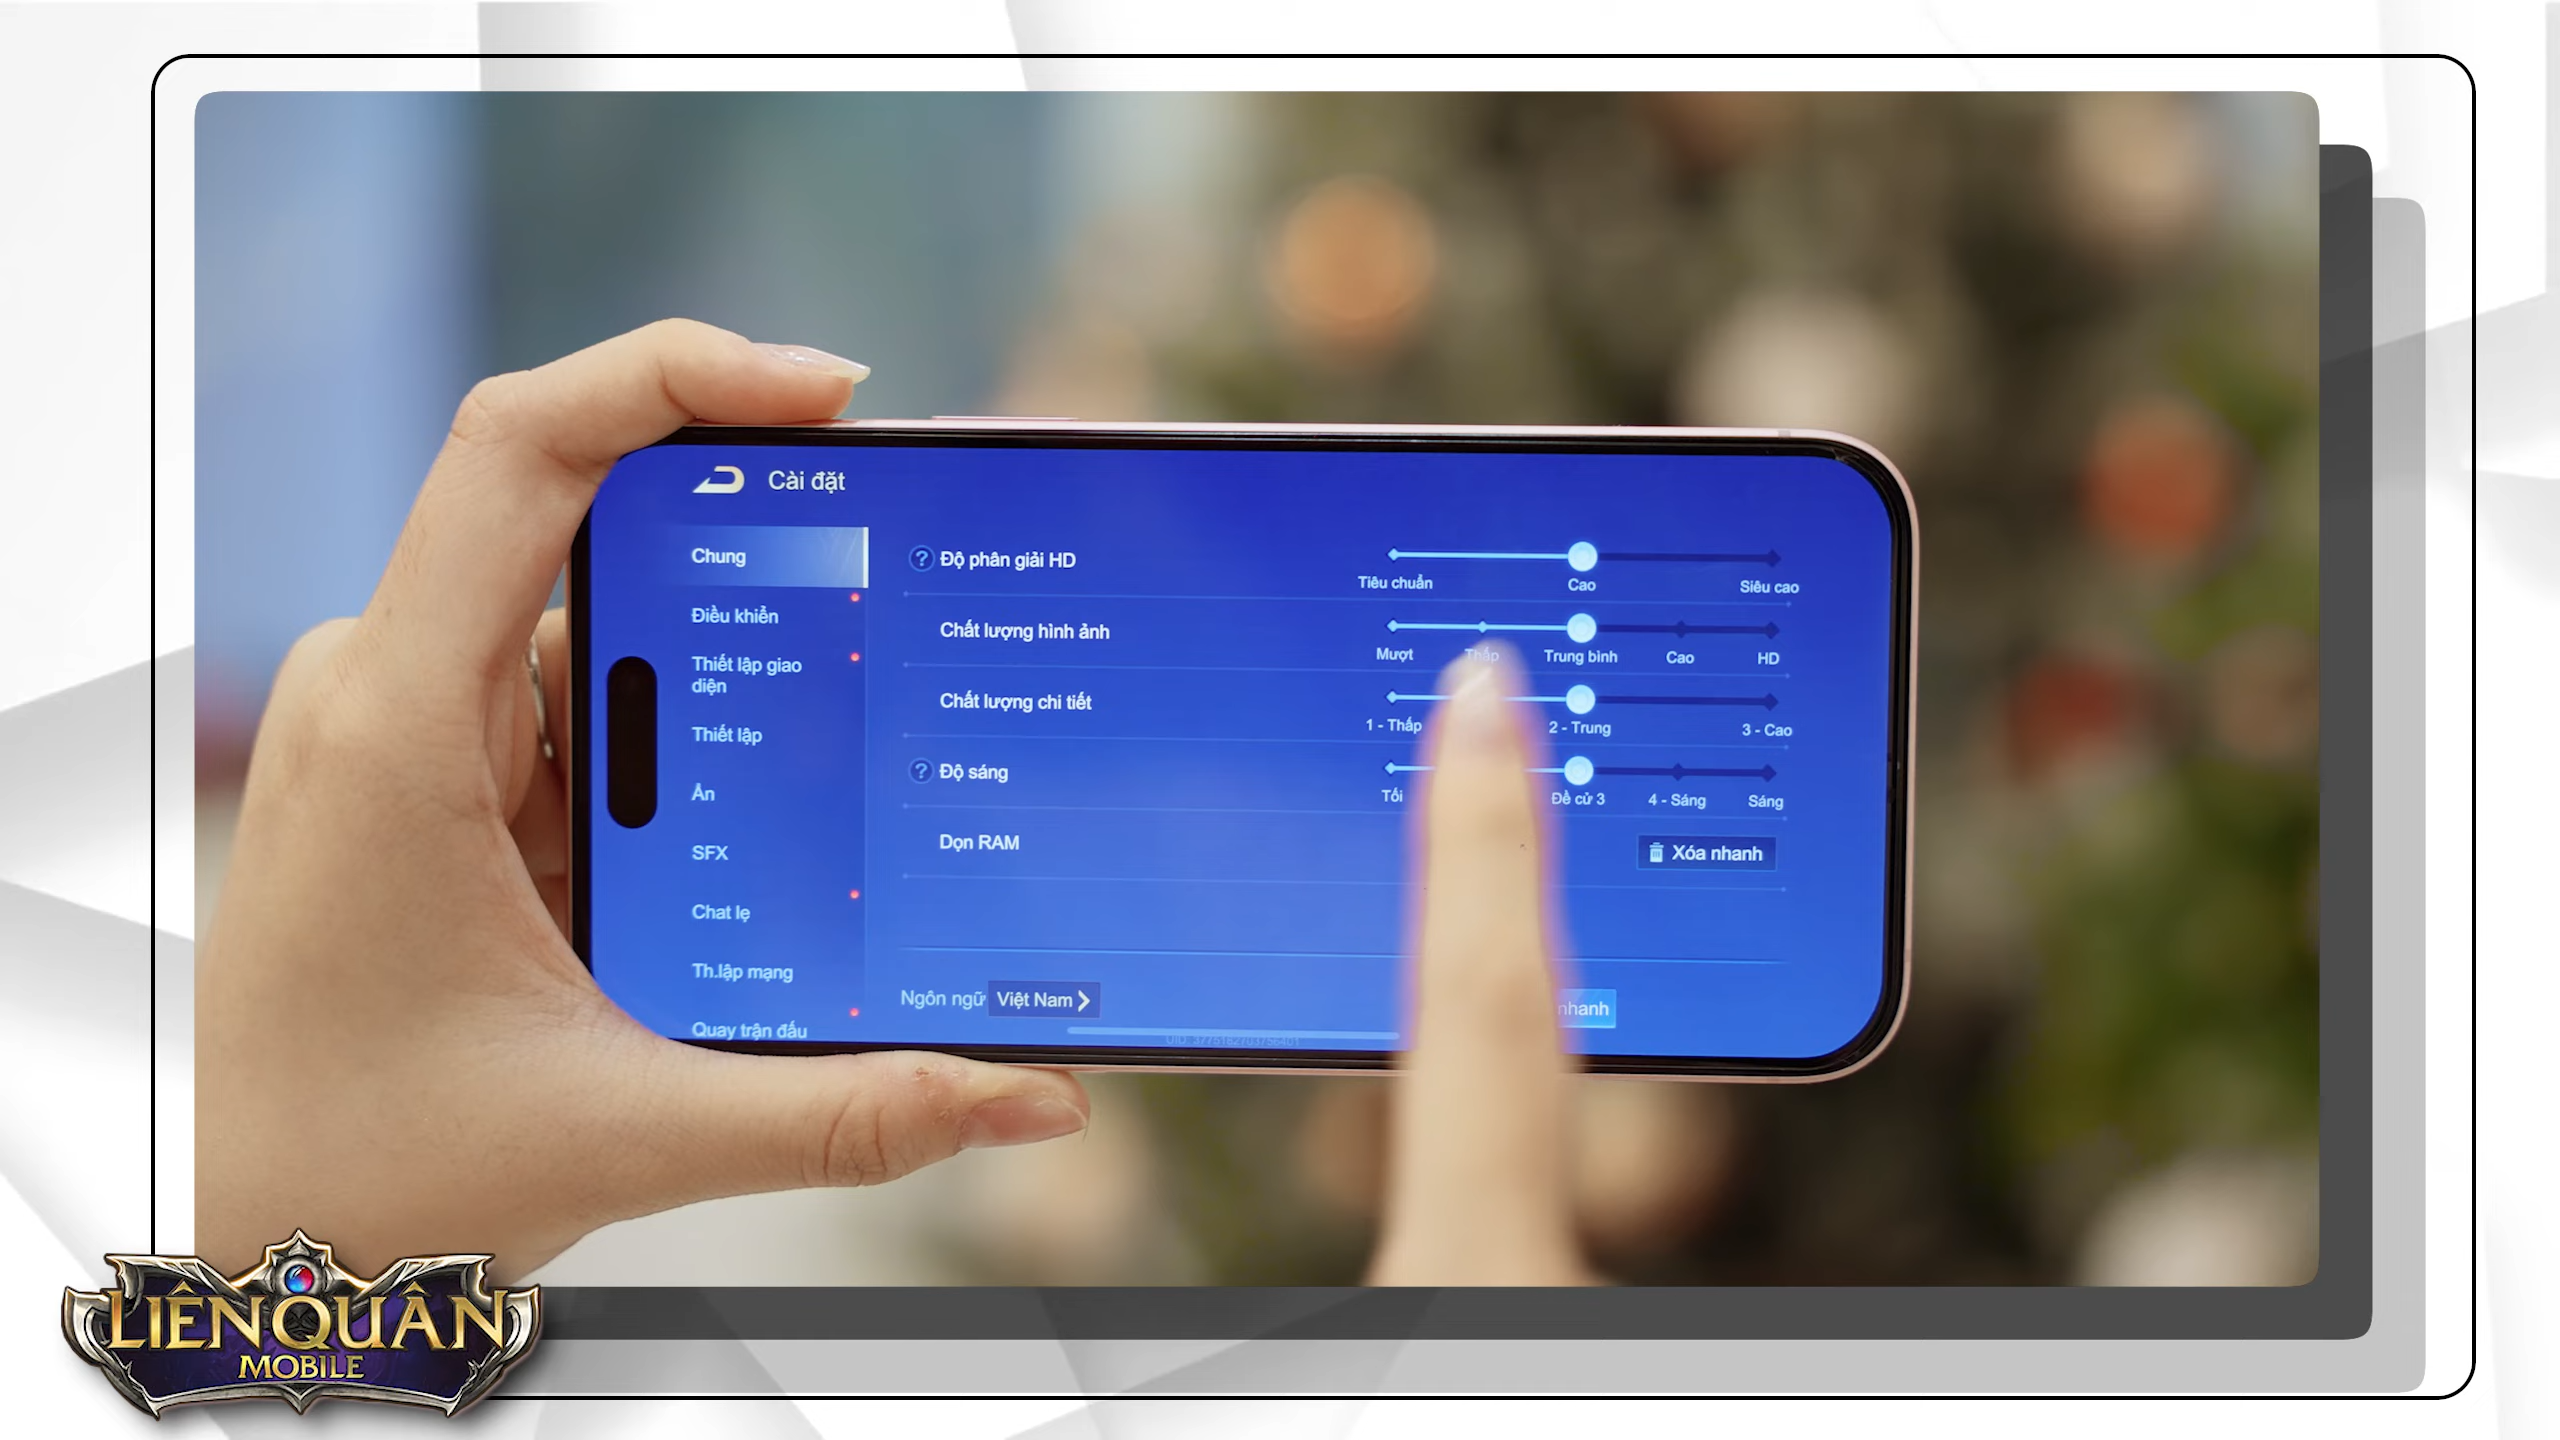 Cài đặt
Chung
Điều khiển
Thiết lập giao
diện
Thiết lập
Ẩn
SFX
Chat lẹ
Th.lập mạng
Quay trận đấu
Độ phân giải HD
Tiêu chuẩn
Cao
Siêu cao
Chất lượng hình ảnh
Mượt
Thấp
Trung bình
Cao
HD
Chất lượng chi tiết
1 - Thấp
2 - Trung
3 - Cao
Độ sáng
Tối
Đề cử 3
4 - Sáng
Sáng
Dọn RAM
Xóa nhanh
Ngôn ngữ
Việt Nam
nhanh
LIÊN QUÂN
MOBILE